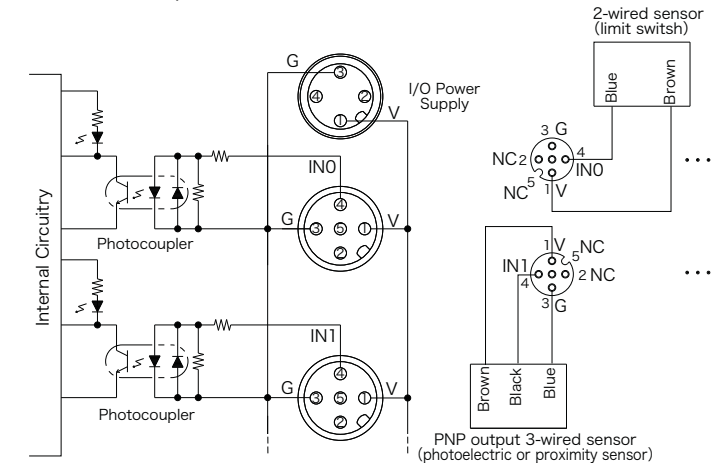 2-wired sensor
(limit switsh)
Blue
Brown
3 G
NC 2
4
IN0
NC 5
1 V
...
G
3
4
2
1
V
I/O Power
Supply
IN0
4
G
3 5 1
V
2
Photocoupler
Internal Circuitry
IN1
4
G
3 5 1
V
2
Photocoupler
1 V
5 NC
IN1
4
2 NC
3 G
...
Brown
Black
Blue
PNP output 3-wired sensor
(photoelectric or proximity sensor)